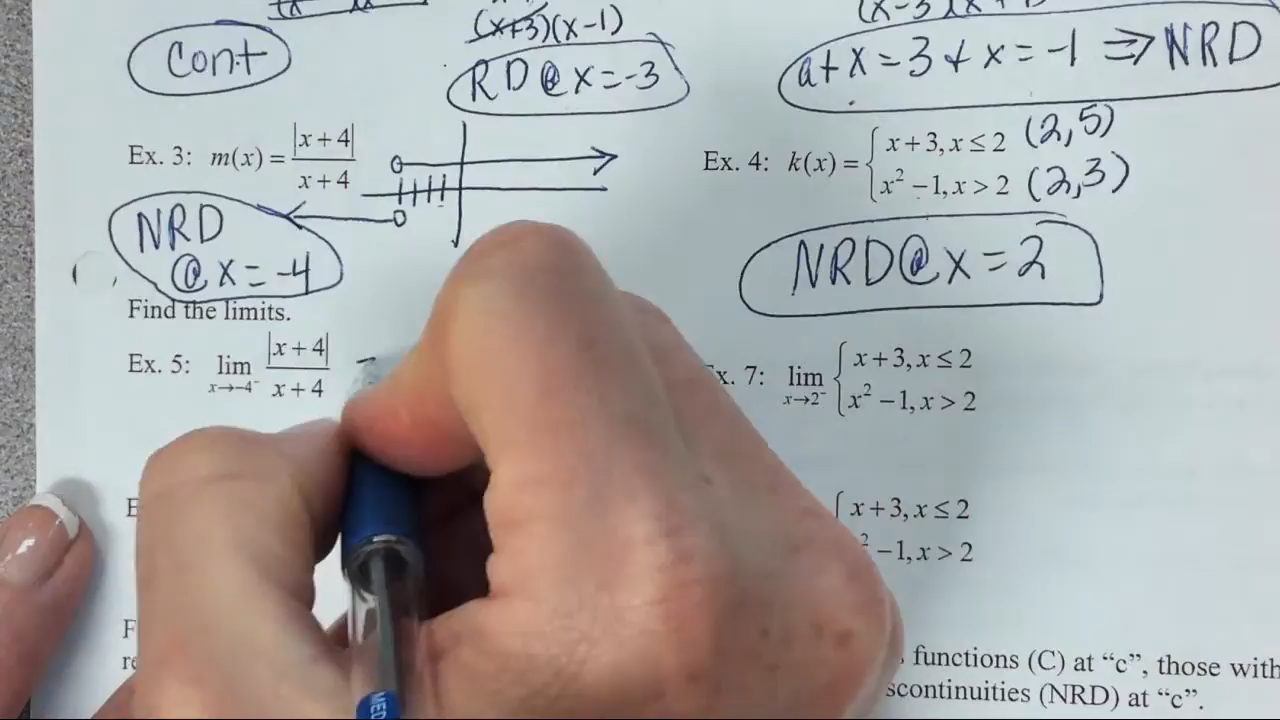 (x+3)(x-1)
Cont
RD@x=-3
at x=3 & x=-1 ⇒ NRD
Ex. 3: m(x) = |x+4| / x+4
NRD
@ x=-4
Ex. 4: k(x) = { x+3, x≤2 (2,5)
x² −1, x>2 (2,3)
NRD@x=2
Find the limits.
Ex. 5: lim x→−4⁻ |x+4| / x+4
x. 7: lim x→2⁻ { x+3, x≤2
x² −1, x>2
{ x+3, x≤2
² −1, x>2
functions (C) at “c”, those with
scontinuities (NRD) at “c”.
MED